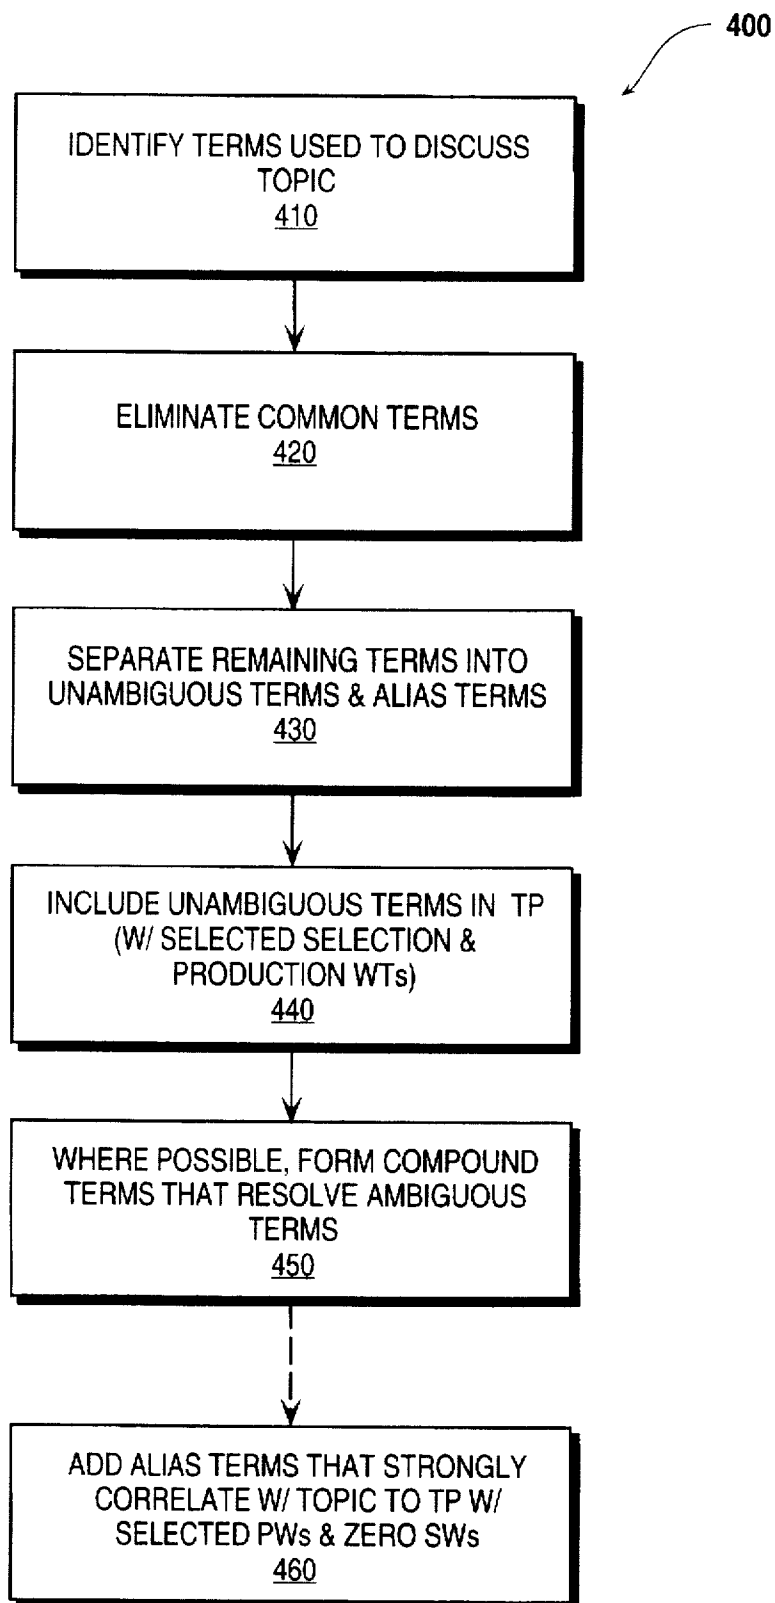 400
IDENTIFY TERMS USED TO DISCUSS
TOPIC
410
ELIMINATE COMMON TERMS
420
SEPARATE REMAINING TERMS INTO
UNAMBIGUOUS TERMS & ALIAS TERMS
430
INCLUDE UNAMBIGUOUS TERMS IN TP
(W/ SELECTED SELECTION &
PRODUCTION WTs)
440
WHERE POSSIBLE, FORM COMPOUND
TERMS THAT RESOLVE AMBIGUOUS
TERMS
450
ADD ALIAS TERMS THAT STRONGLY
CORRELATE W/ TOPIC TO TP W/
SELECTED PWs & ZERO SWs
460